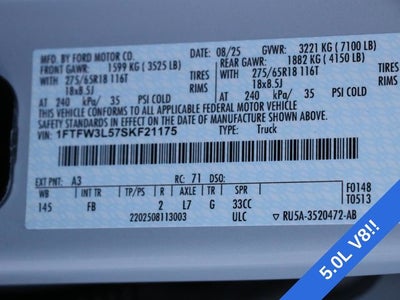 MFD. BY FORD MOTOR CO.
08/25 GVWR: 3221 KG (7100 LB)
FRONT GAWR: 1599 KG (3525 LB) REAR GAWR: 1882 KG (4150 LB)
275/65R18 116T TIRES 275/65R18 116T TIRES
18x8.5J RIMS 18x8.5J RIMS
AT 240 kPa/ 35 PSI COLD AT 240 kPa/ 35 PSI COLD
THIS VEHICLE CONFORMS TO ALL APPLICABLE FEDERAL MOTOR VEHICLE
SAFETY STANDARDS IN EFFECT ON THE DATE OF MANUFACTURE SHOWN ABOVE.
VIN: 1FTFW3L57SKF21175 TYPE: Truck
EXT PNT: A3 RC: 71 DSO:
WB INT TR TP/PS R AXLE TR SPR F0148
145 FB 2 L7 G 33CC T0513
2202508113003 ULC RU5A-3520472-AB
5.0L V8!!